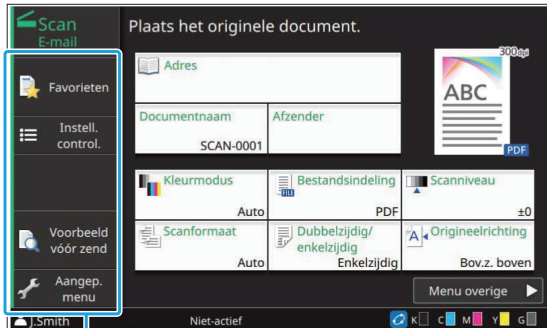 Scan
E-mail
Plaats het originele document.
Favorieten
Instell.
control.
Voorbeeld
vóór zend
Aangep.
menu
Adres
Documentnaam
SCAN-0001
Afzender
300dpi
ABC
PDF
Kleurmodus
Auto
Bestandsindeling
FILE
PDF
Scanniveau
±0
Scanformaat
Auto
Dubbelzijdig/
enkelzijdig
Enkelzijdig
A
Origineelrichting
Bov.z. boven
Menu overige
J.Smith
Niet-actief
K C M Y G